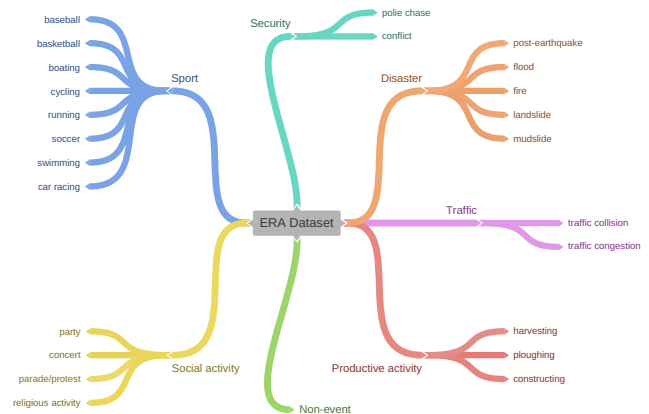 baseball
basketball
boating
cycling
running
soccer
swimming
car racing
Sport
Security
polie chase
conflict
Disaster
post-earthquake
flood
fire
landslide
mudslide
ERA Dataset
Traffic
traffic collision
traffic congestion
party
concert
parade/protest
religious activity
Social activity
Non-event
Productive activity
harvesting
ploughing
constructing